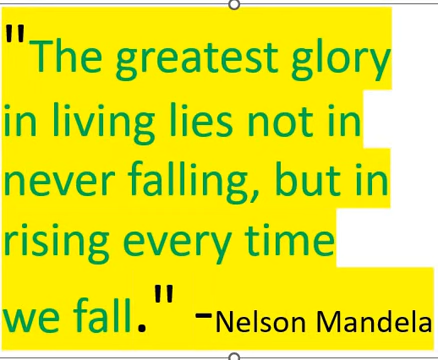 "The greatest glory
in living lies not in
never falling, but in
rising every time
we fall." -Nelson Mandela